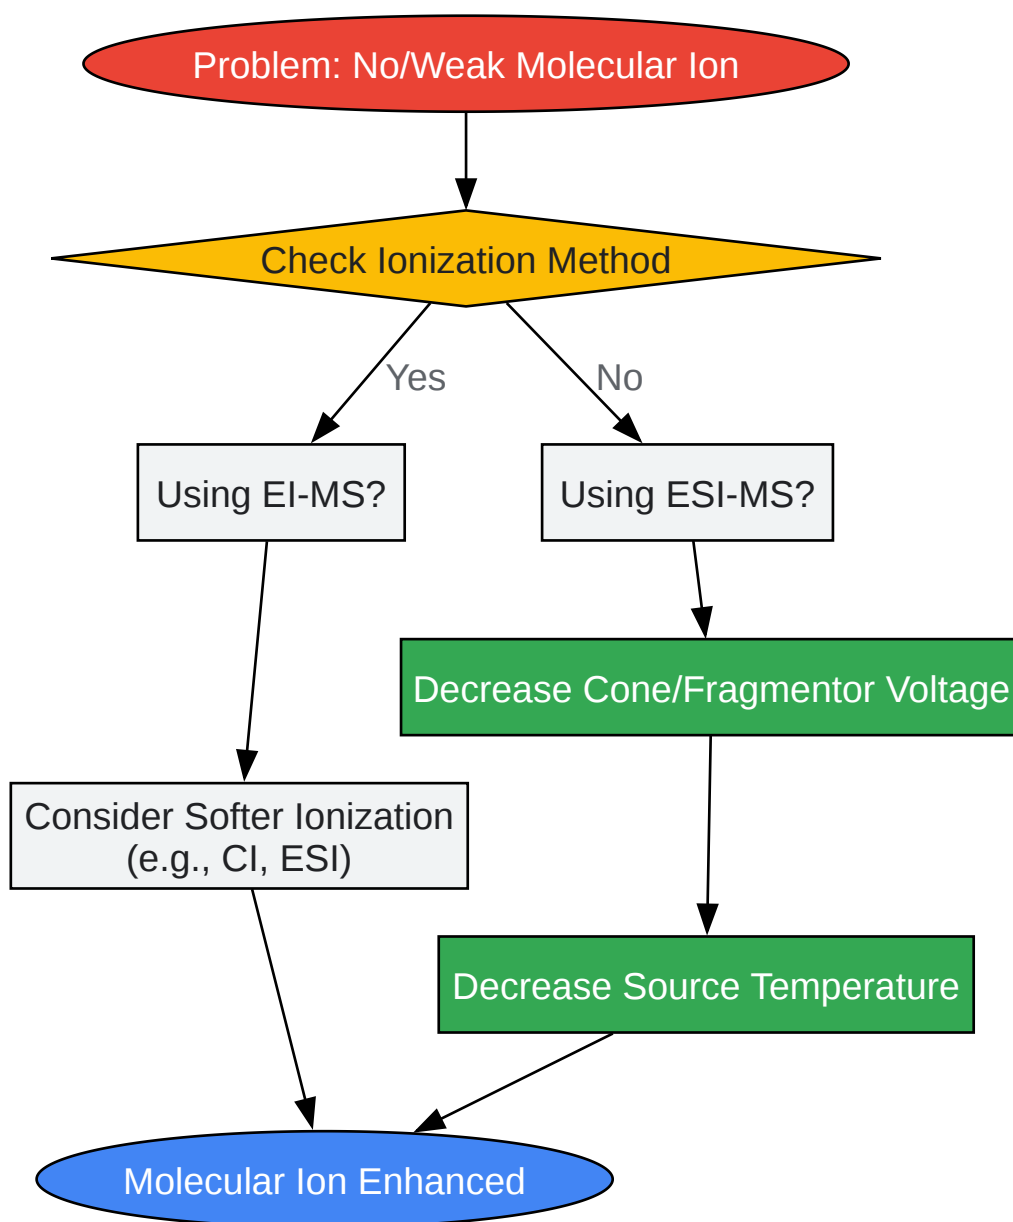 Problem: No/Weak Molecular Ion
Check Ionization Method
Yes
No
Using EI-MS?
Using ESI-MS?
Decrease Cone/Fragmentor Voltage
Consider Softer Ionization
(e.g., CI, ESI)
Decrease Source Temperature
Molecular Ion Enhanced